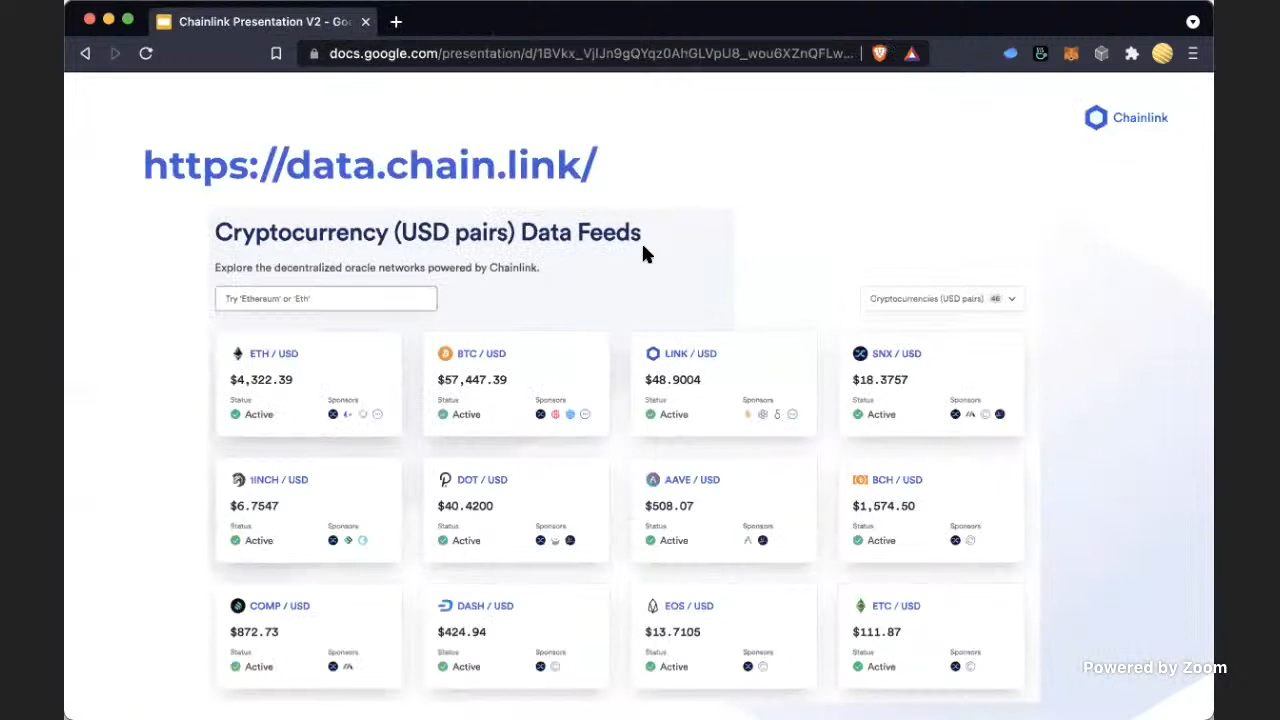 Chainlink Presentation V2 - Goo
docs.google.com/presentation/d/1BVkx_VjlJn9gQYqz0AhGLVpU8_wou6XZnQFLw...
Chainlink
https://data.chain.link/
Cryptocurrency (USD pairs) Data Feeds
Explore the decentralized oracle networks powered by Chainlink.
Try 'Ethereum' or 'Eth'
Cryptocurrencies (USD pairs) 46
ETH / USD
$4,322.39
Status Sponsors
Active
BTC / USD
$57,447.39
Status Sponsors
Active
LINK / USD
$48.9004
Status Sponsors
Active
SNX / USD
$18.3757
Status Sponsors
Active
1INCH / USD
$6.7547
Status Sponsors
Active
DOT / USD
$40.4200
Status Sponsors
Active
AAVE / USD
$508.07
Status Sponsors
Active
BCH / USD
$1,574.50
Status Sponsors
Active
COMP / USD
$872.73
Status Sponsors
Active
DASH / USD
$424.94
Status Sponsors
Active
EOS / USD
$13.7105
Status Sponsors
Active
ETC / USD
$111.87
Status Sponsors
Active
Powered by Zoom